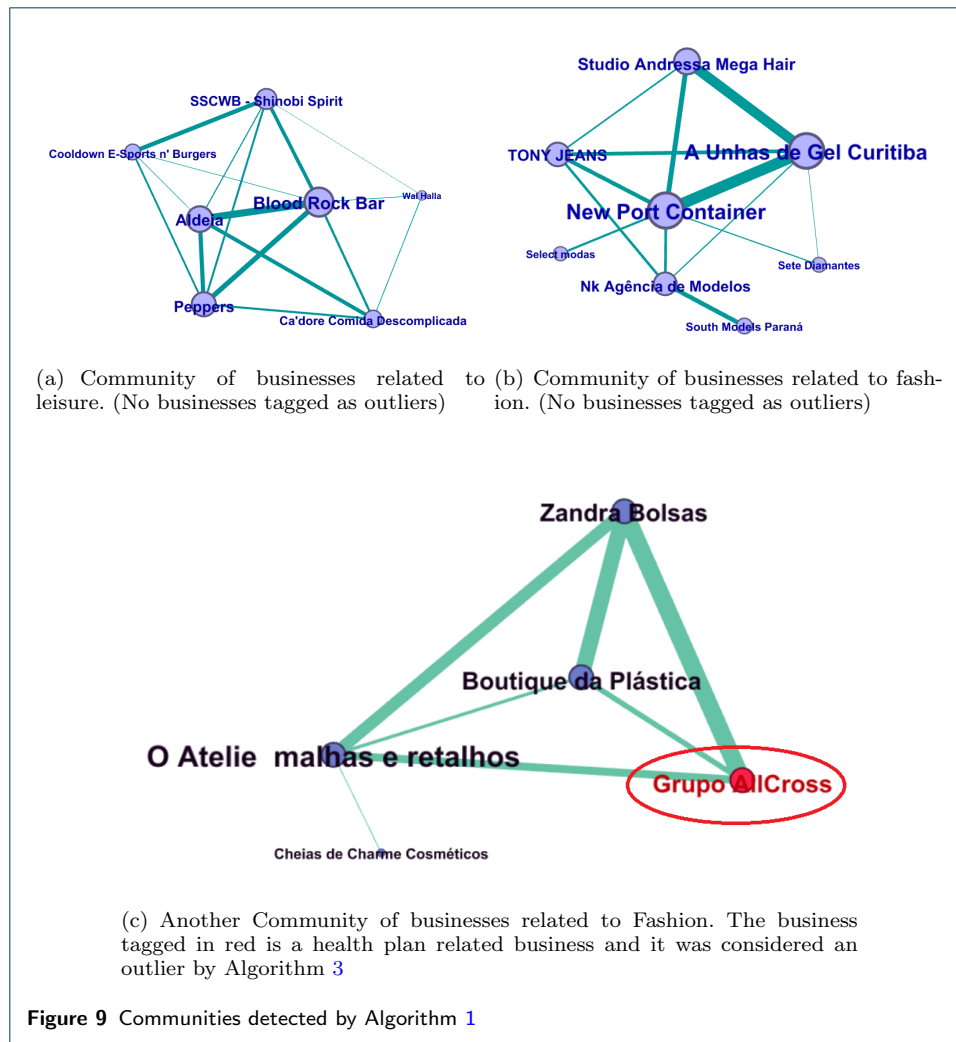 SSCWB - Shinobi Spirit
Cooldown E-Sports n' Burgers
Wal Halla
Blood Rock Bar
Aldeia
Peppers
Ca'dore Comida Descomplicada
Studio Andressa Mega Hair
TONY JEANS
A Unhas de Gel Curitiba
New Port Container
Select modas
Sete Diamantes
Nk Agência de Modelos
South Models Paraná
(a) Community of businesses related to
leisure. (No businesses tagged as outliers)
(b) Community of businesses related to fash-
ion. (No businesses tagged as outliers)
Zandra Bolsas
Boutique da Plástica
O Atelie malhas e retalhos
Grupo AllCross
Cheias de Charme Cosméticos
(c) Another Community of businesses related to Fashion. The business
tagged in red is a health plan related business and it was considered an
outlier by Algorithm 3
Figure 9 Communities detected by Algorithm 1